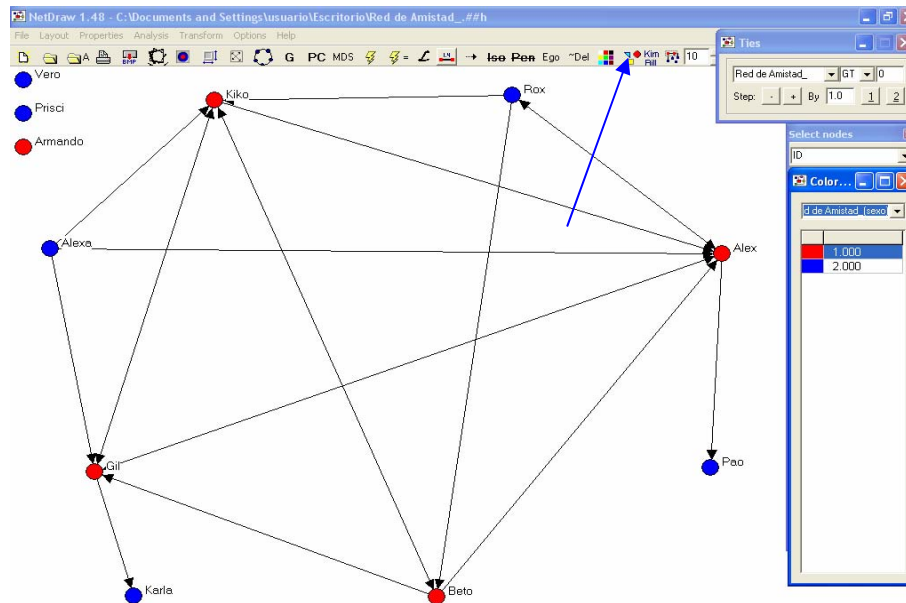 NetDraw 1.48 - C:\Documents and Settings\usuario\Escritorio\Red de Amistad_.##h
File Layout Properties Analysis Transform Options Help
A BMP G PC MDS = L → Iso Pen Ego ~Del Kim Rill 10
Ties
Red de Amistad_ GT 0
Step: - + By 1.0 1 2
Select nodes
ID
Color...
d de Amistad_(sexo)
1.000
2.000
Vero
Prisci
Armando
Kiko
Rox
Alexa
Alex
Gil
Pao
Karla
Beto